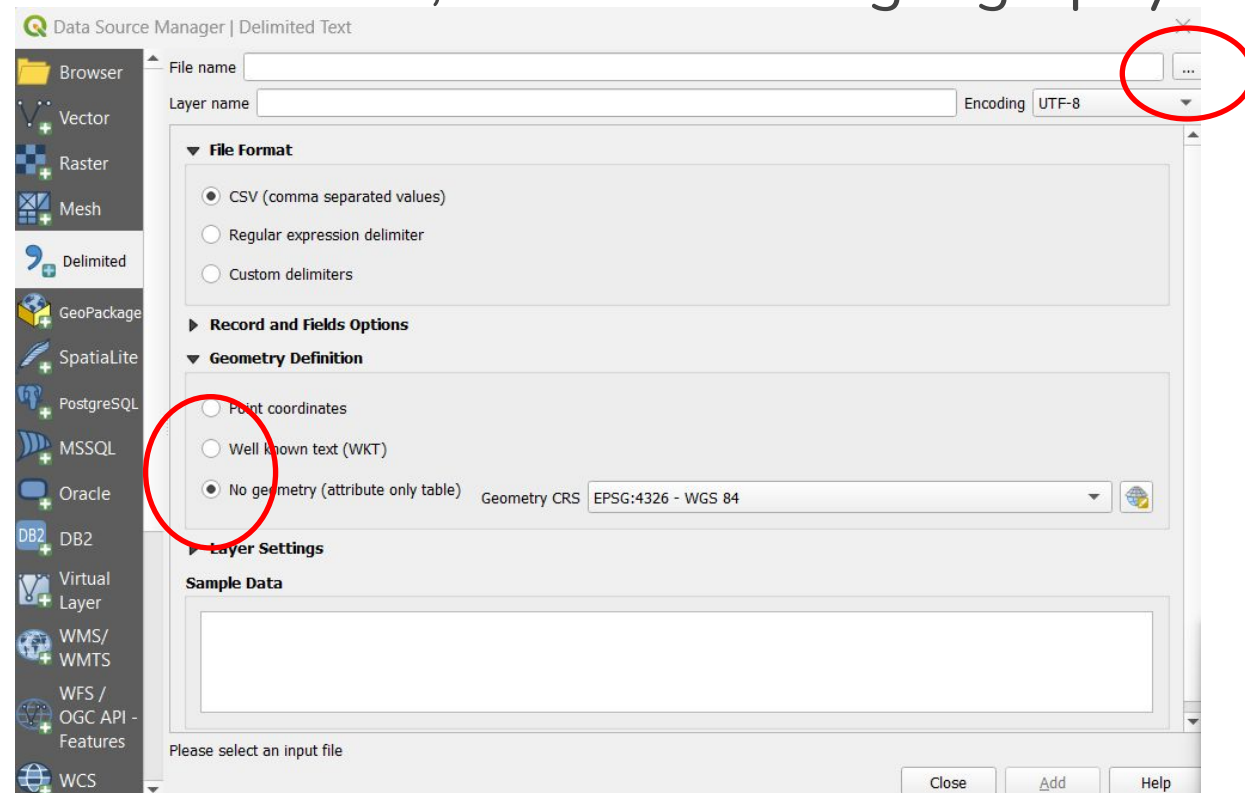 Data Source Manager | Delimited Text
Browser
Vector
Raster
Mesh
Delimited
GeoPackage
SpatiaLite
PostgreSQL
MSSQL
Oracle
DB2
DB2
Virtual
Layer
WMS/
WMTS
WFS /
OGC API -
Features
WCS
File name
...
Layer name
Encoding UTF-8
File Format
CSV (comma separated values)
Regular expression delimiter
Custom delimiters
Record and Fields Options
Geometry Definition
Point coordinates
Well known text (WKT)
No geometry (attribute only table) Geometry CRS EPSG:4326 - WGS 84
Layer Settings
Sample Data
Please select an input file
Close Add Help